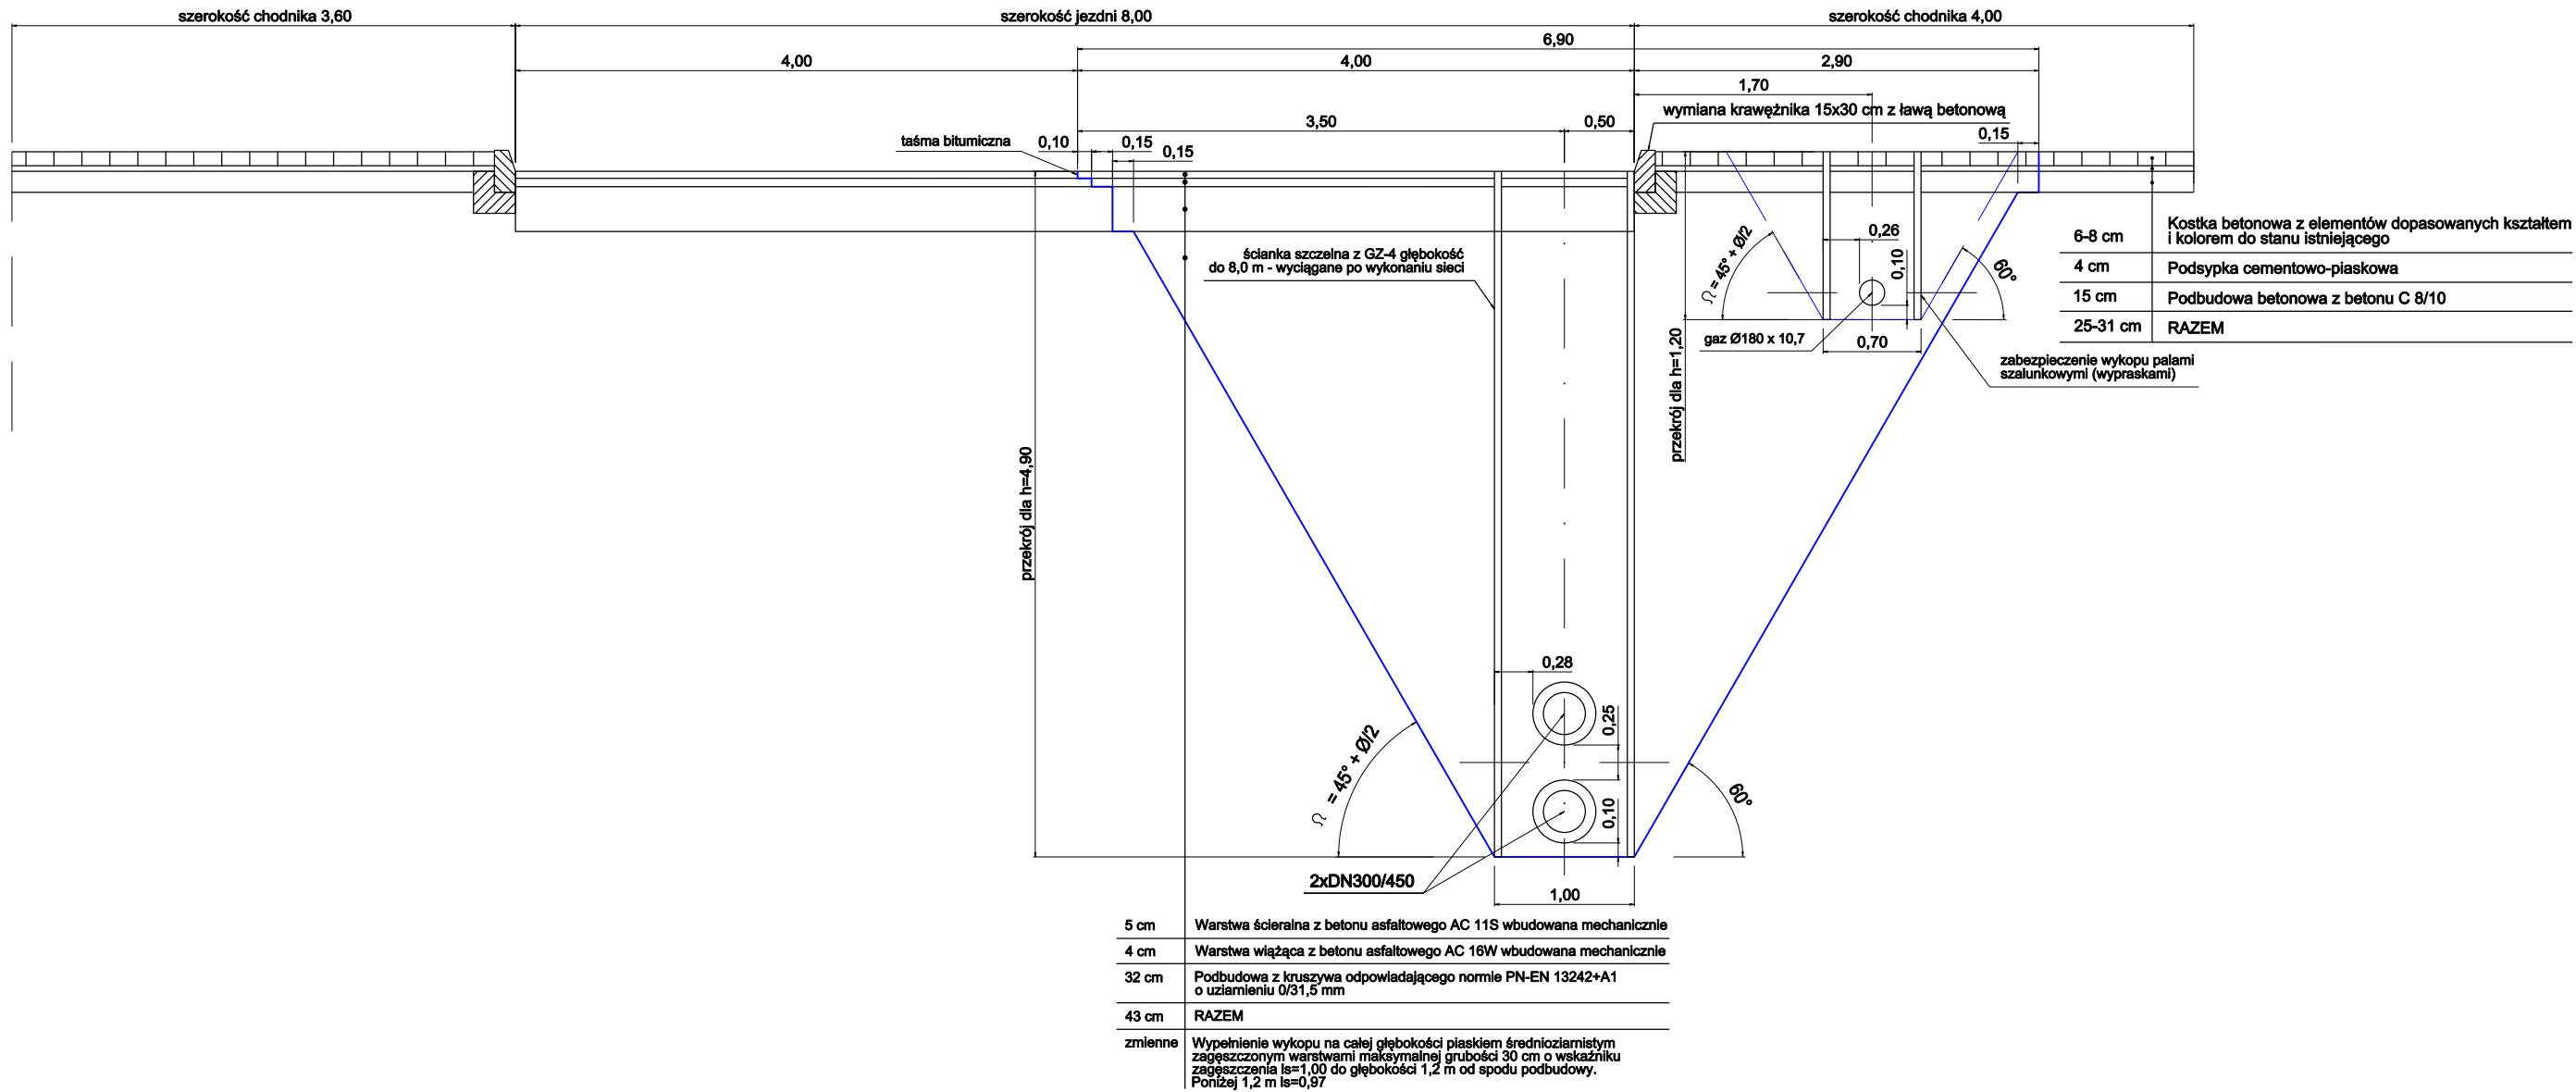 szerokość chodnika 3,60
szerokość jezdni 8,00
szerokość chodnika 4,00
6,90
4,00
4,00
2,90
1,70
wymiana krawężnika 15x30 cm z ławą betonową
3,50
0,50
taśma bitumiczna
0,10
0,15
0,15
0,15
ścianka szczelna z GZ-4 głębokość
do 8,0 m - wyciągane po wykonaniu sieci
Ω = 45° + Ø/2
0,26
0,10
60°
gaz Ø180 x 10,7
0,70
przekrój dla h=1,20
zabezpieczenie wykopu palami
szalunkowymi (wypraskami)
6-8 cm Kostka betonowa z elementów dopasowanych kształtem
i kolorem do stanu istniejącego
4 cm Podsypka cementowo-piaskowa
15 cm Podbudowa betonowa z betonu C 8/10
25-31 cm RAZEM
przekrój dla h=4,90
0,28
0,25
0,10
Ω = 45° + Ø/2
60°
2xDN300/450
1,00
5 cm Warstwa ścieralna z betonu asfaltowego AC 11S wbudowana mechanicznie
4 cm Warstwa wiążąca z betonu asfaltowego AC 16W wbudowana mechanicznie
32 cm Podbudowa z kruszywa odpowiadającego normie PN-EN 13242+A1
o uziarnieniu 0/31,5 mm
43 cm RAZEM
zmienne Wypełnienie wykopu na całej głębokości piaskiem średnioziarnistym
zagęszczonym warstwami maksymalnej grubości 30 cm o wskaźniku
zagęszczenia Is=1,00 do głębokości 1,2 m od spodu podbudowy.
Poniżej 1,2 m Is=0,97